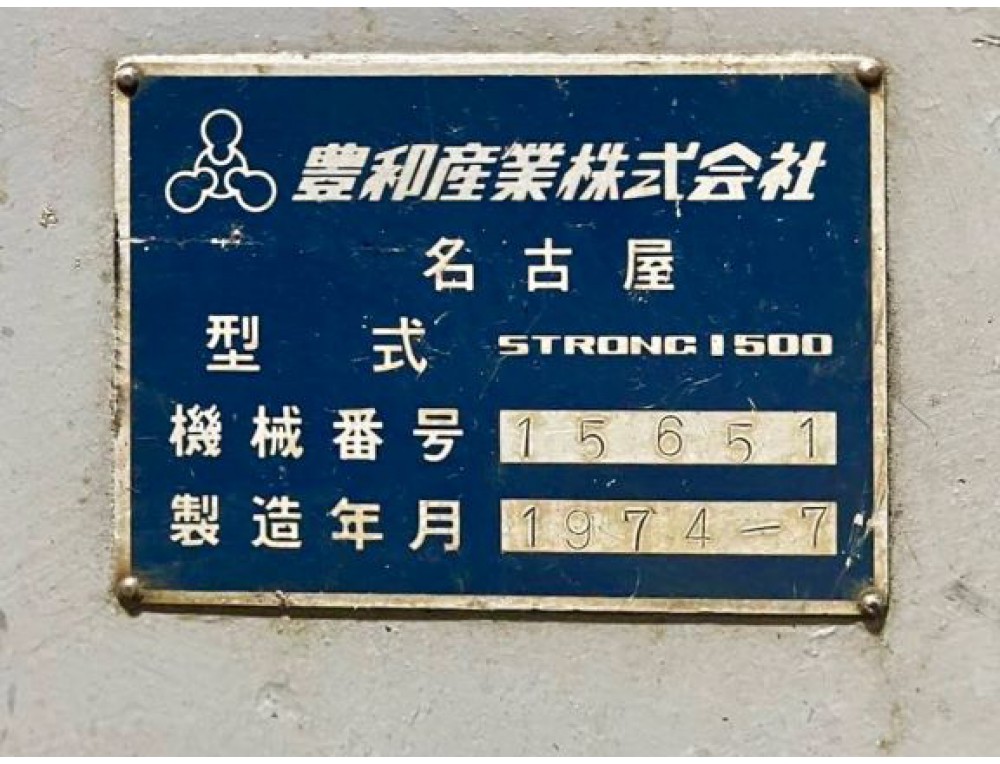 豊和産業株式会社
名古屋
型式 STRONG 1500
機械番号 15651
製造年月 1974-7